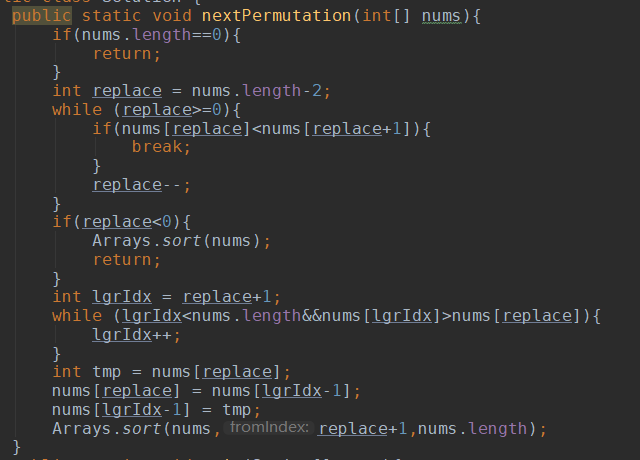 public static void nextPermutation(int[] nums){
if(nums.length==0){
return;
}
int replace = nums.length-2;
while (replace>=0){
if(nums[replace]<nums[replace+1]){
break;
}
replace--;
}
if(replace<0){
Arrays.sort(nums);
return;
}
int lgrIdx = replace+1;
while (lgrIdx<nums.length&&nums[lgrIdx]>nums[replace]){
lgrIdx++;
}
int tmp = nums[replace];
nums[replace] = nums[lgrIdx-1];
nums[lgrIdx-1] = tmp;
Arrays.sort(nums, fromIndex: replace+1,nums.length);
}